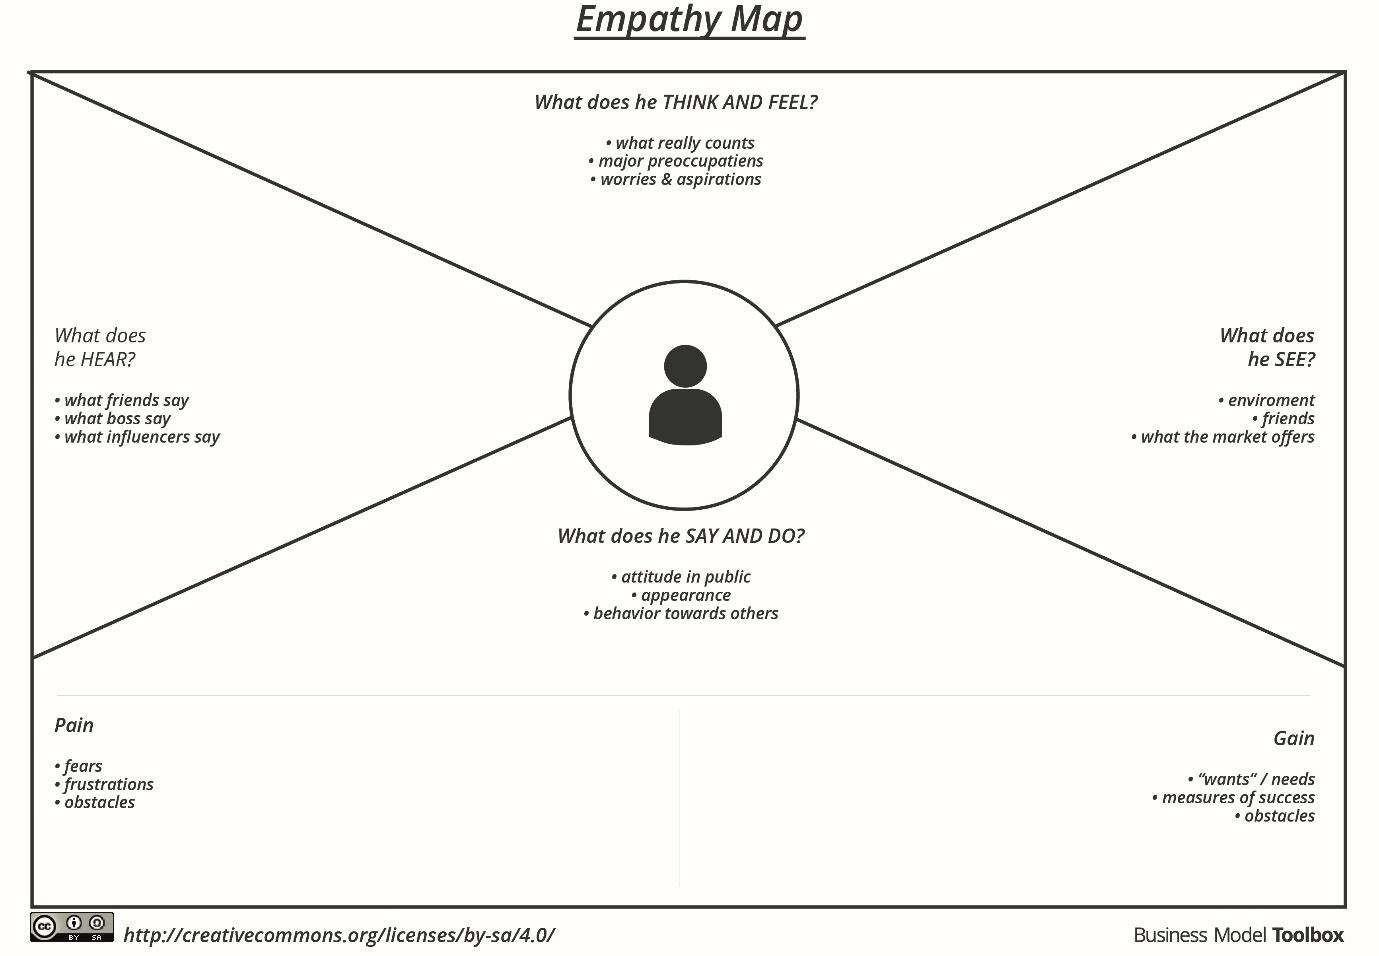 Empathy Map
What does he THINK AND FEEL?
• what really counts
• major preoccupatiens
• worries & aspirations
What does
he HEAR?
• what friends say
• what boss say
• what influencers say
What does
he SEE?
• enviroment
• friends
• what the market offers
What does he SAY AND DO?
• attitude in public
• appearance
• behavior towards others
Pain
• fears
• frustrations
• obstacles
Gain
• “wants“ / needs
• measures of success
• obstacles
cc BY SA
http://creativecommons.org/licenses/by-sa/4.0/
Business Model Toolbox